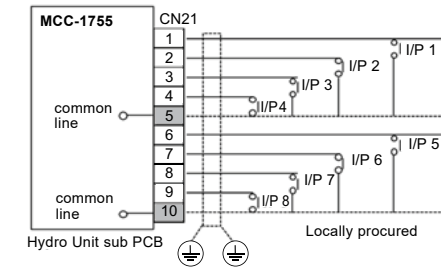 MCC-1755
CN21
1
2
3
4
5
6
7
8
9
10
common
line
common
line
I/P 1
I/P 2
I/P 3
I/P4
I/P 5
I/P 6
I/P 7
I/P 8
Locally procured
Hydro Unit sub PCB